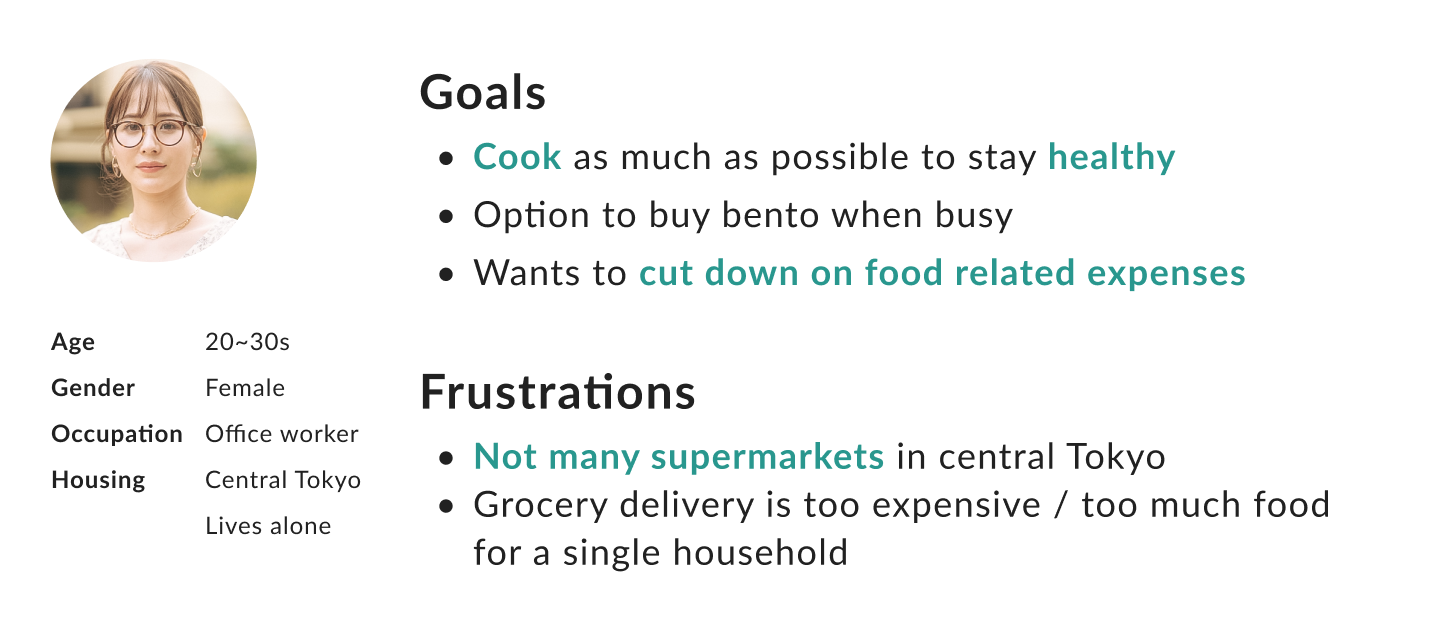 Goals
• Cook as much as possible to stay healthy
• Option to buy bento when busy
• Wants to cut down on food related expenses
Age 20~30s
Gender Female
Occupation Office worker
Housing Central Tokyo
Lives alone
Frustrations
• Not many supermarkets in central Tokyo
• Grocery delivery is too expensive / too much food
for a single household